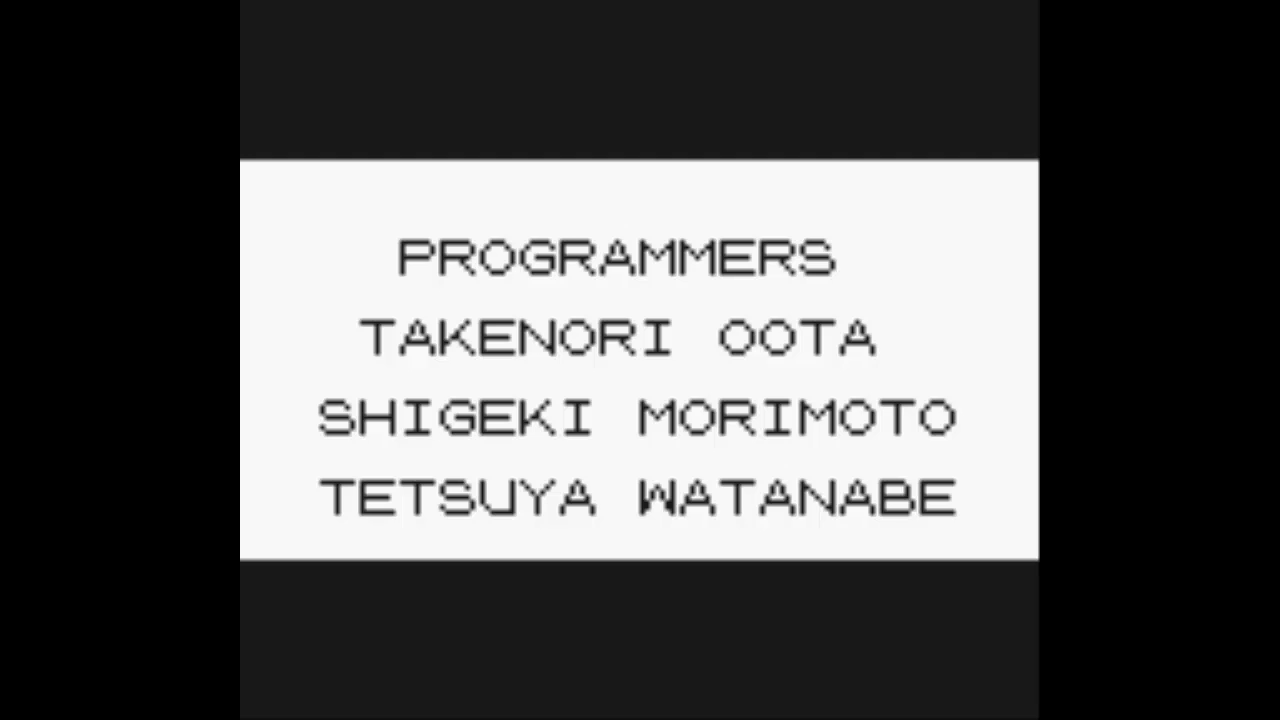 PROGRAMMERS
TAKENORI OOTA
SHIGEKI MORIMOTO
TETSUYA WATANABE